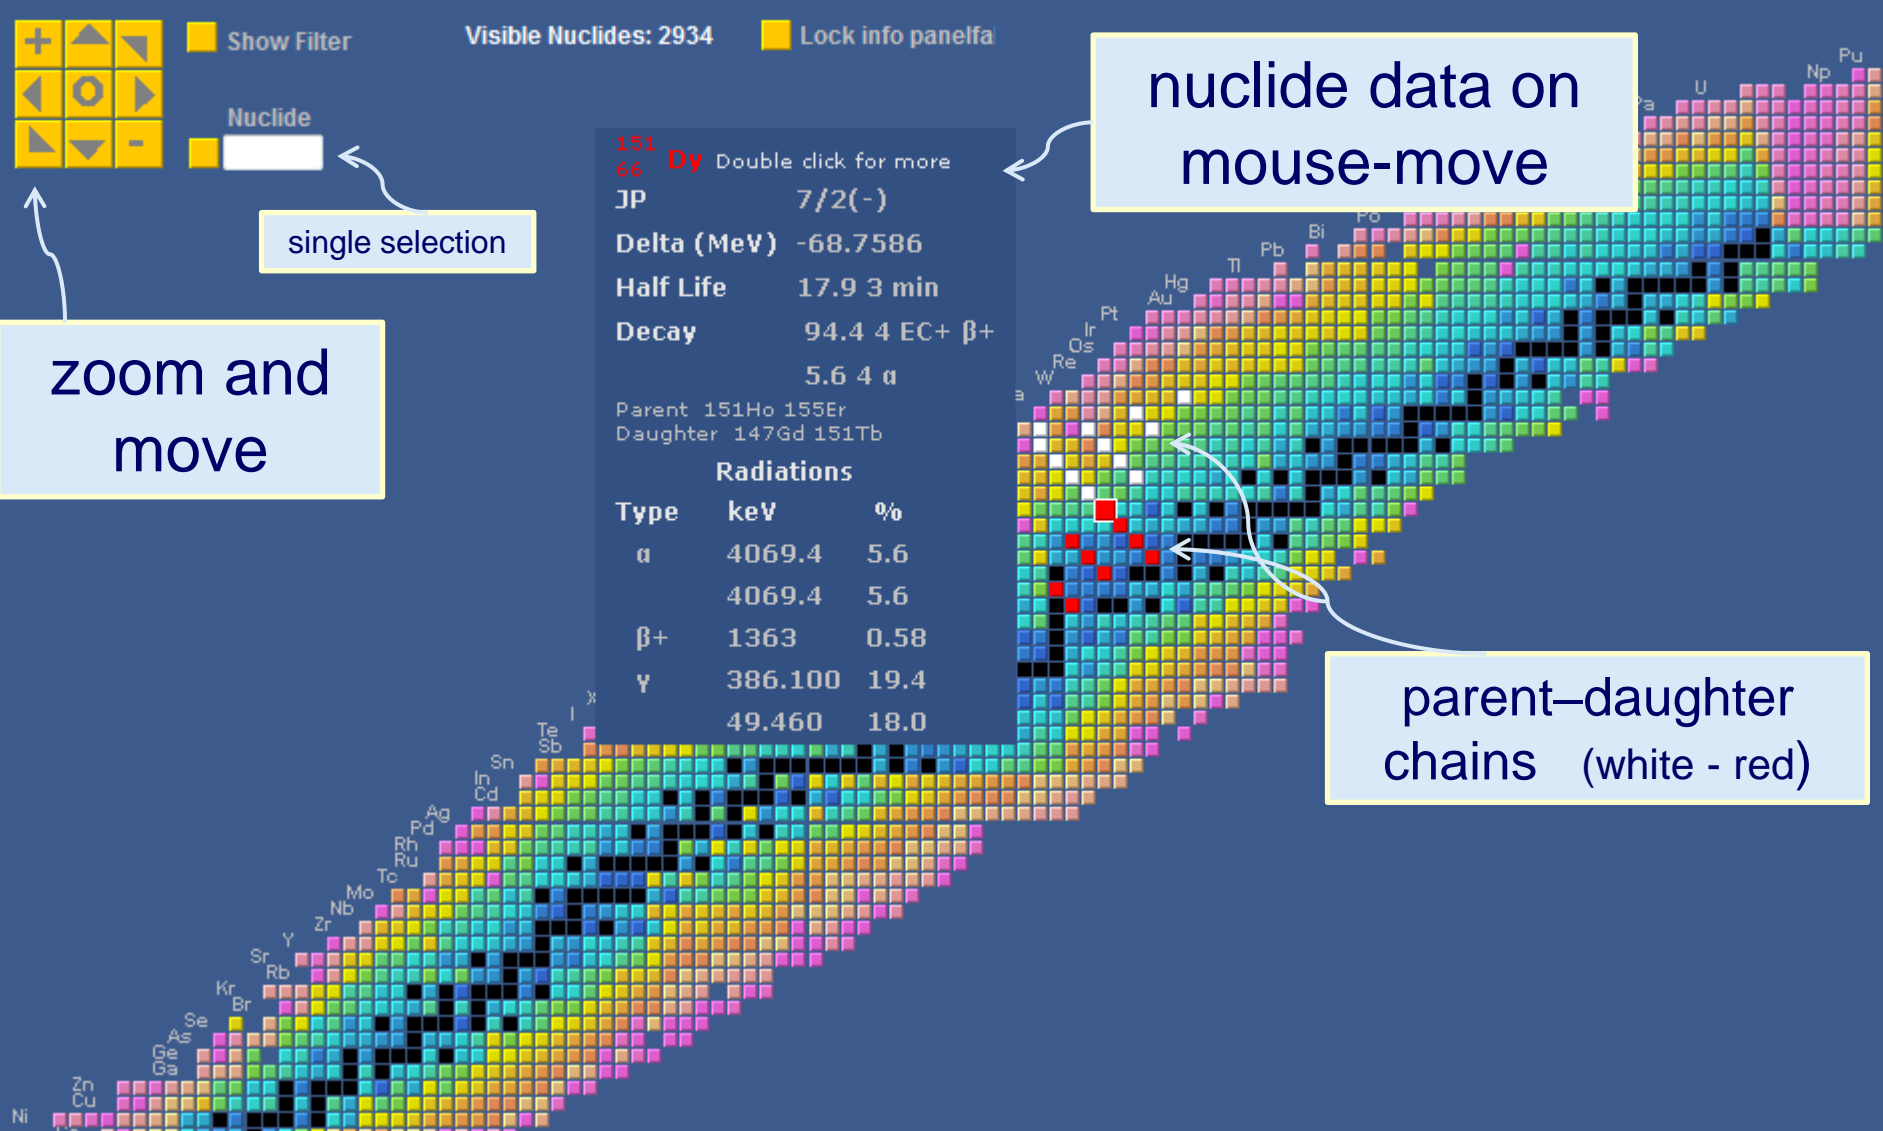 Show Filter
Visible Nuclides: 2934
Lock info panelfa
Nuclide
single selection
zoom and
move
nuclide data on
mouse-move
151
66 Dy Double click for more
JP 7/2(-)
Delta (MeV) -68.7586
Half Life 17.9 3 min
Decay 94.4 4 EC+ β+
5.6 4 α
Parent 151Ho 155Er
Daughter 147Gd 151Tb
Radiations
Type keV %
α 4069.4 5.6
4069.4 5.6
β+ 1363 0.58
γ 386.100 19.4
49.460 18.0
parent–daughter
chains (white - red)
Pu
Np
U
Pa
Po
Bi
Pb
Tl
Hg
Au
Pt
Ir
Os
Re
W
a
X
I
Te
Sb
Sn
In
Cd
Ag
Pd
Rh
Ru
Tc
Mo
Nb
Zr
Y
Sr
Rb
Kr
Br
Se
As
Ge
Ga
Zn
Cu
Ni